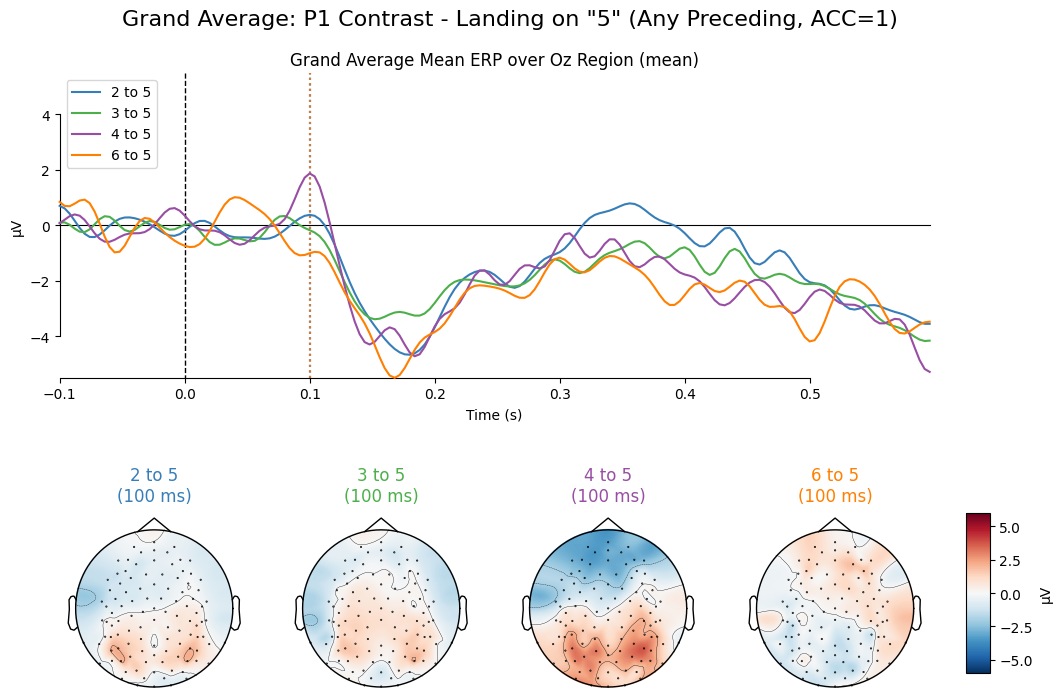 Grand Average: P1 Contrast - Landing on "5" (Any Preceding, ACC=1)
Grand Average Mean ERP over Oz Region (mean)
2 to 5
3 to 5
4 to 5
6 to 5
4
2
0
−2
−4
µV
−0.1 0.0 0.1 0.2 0.3 0.4 0.5
Time (s)
2 to 5
(100 ms)
3 to 5
(100 ms)
4 to 5
(100 ms)
6 to 5
(100 ms)
5.0
2.5
0.0
−2.5
−5.0
µV